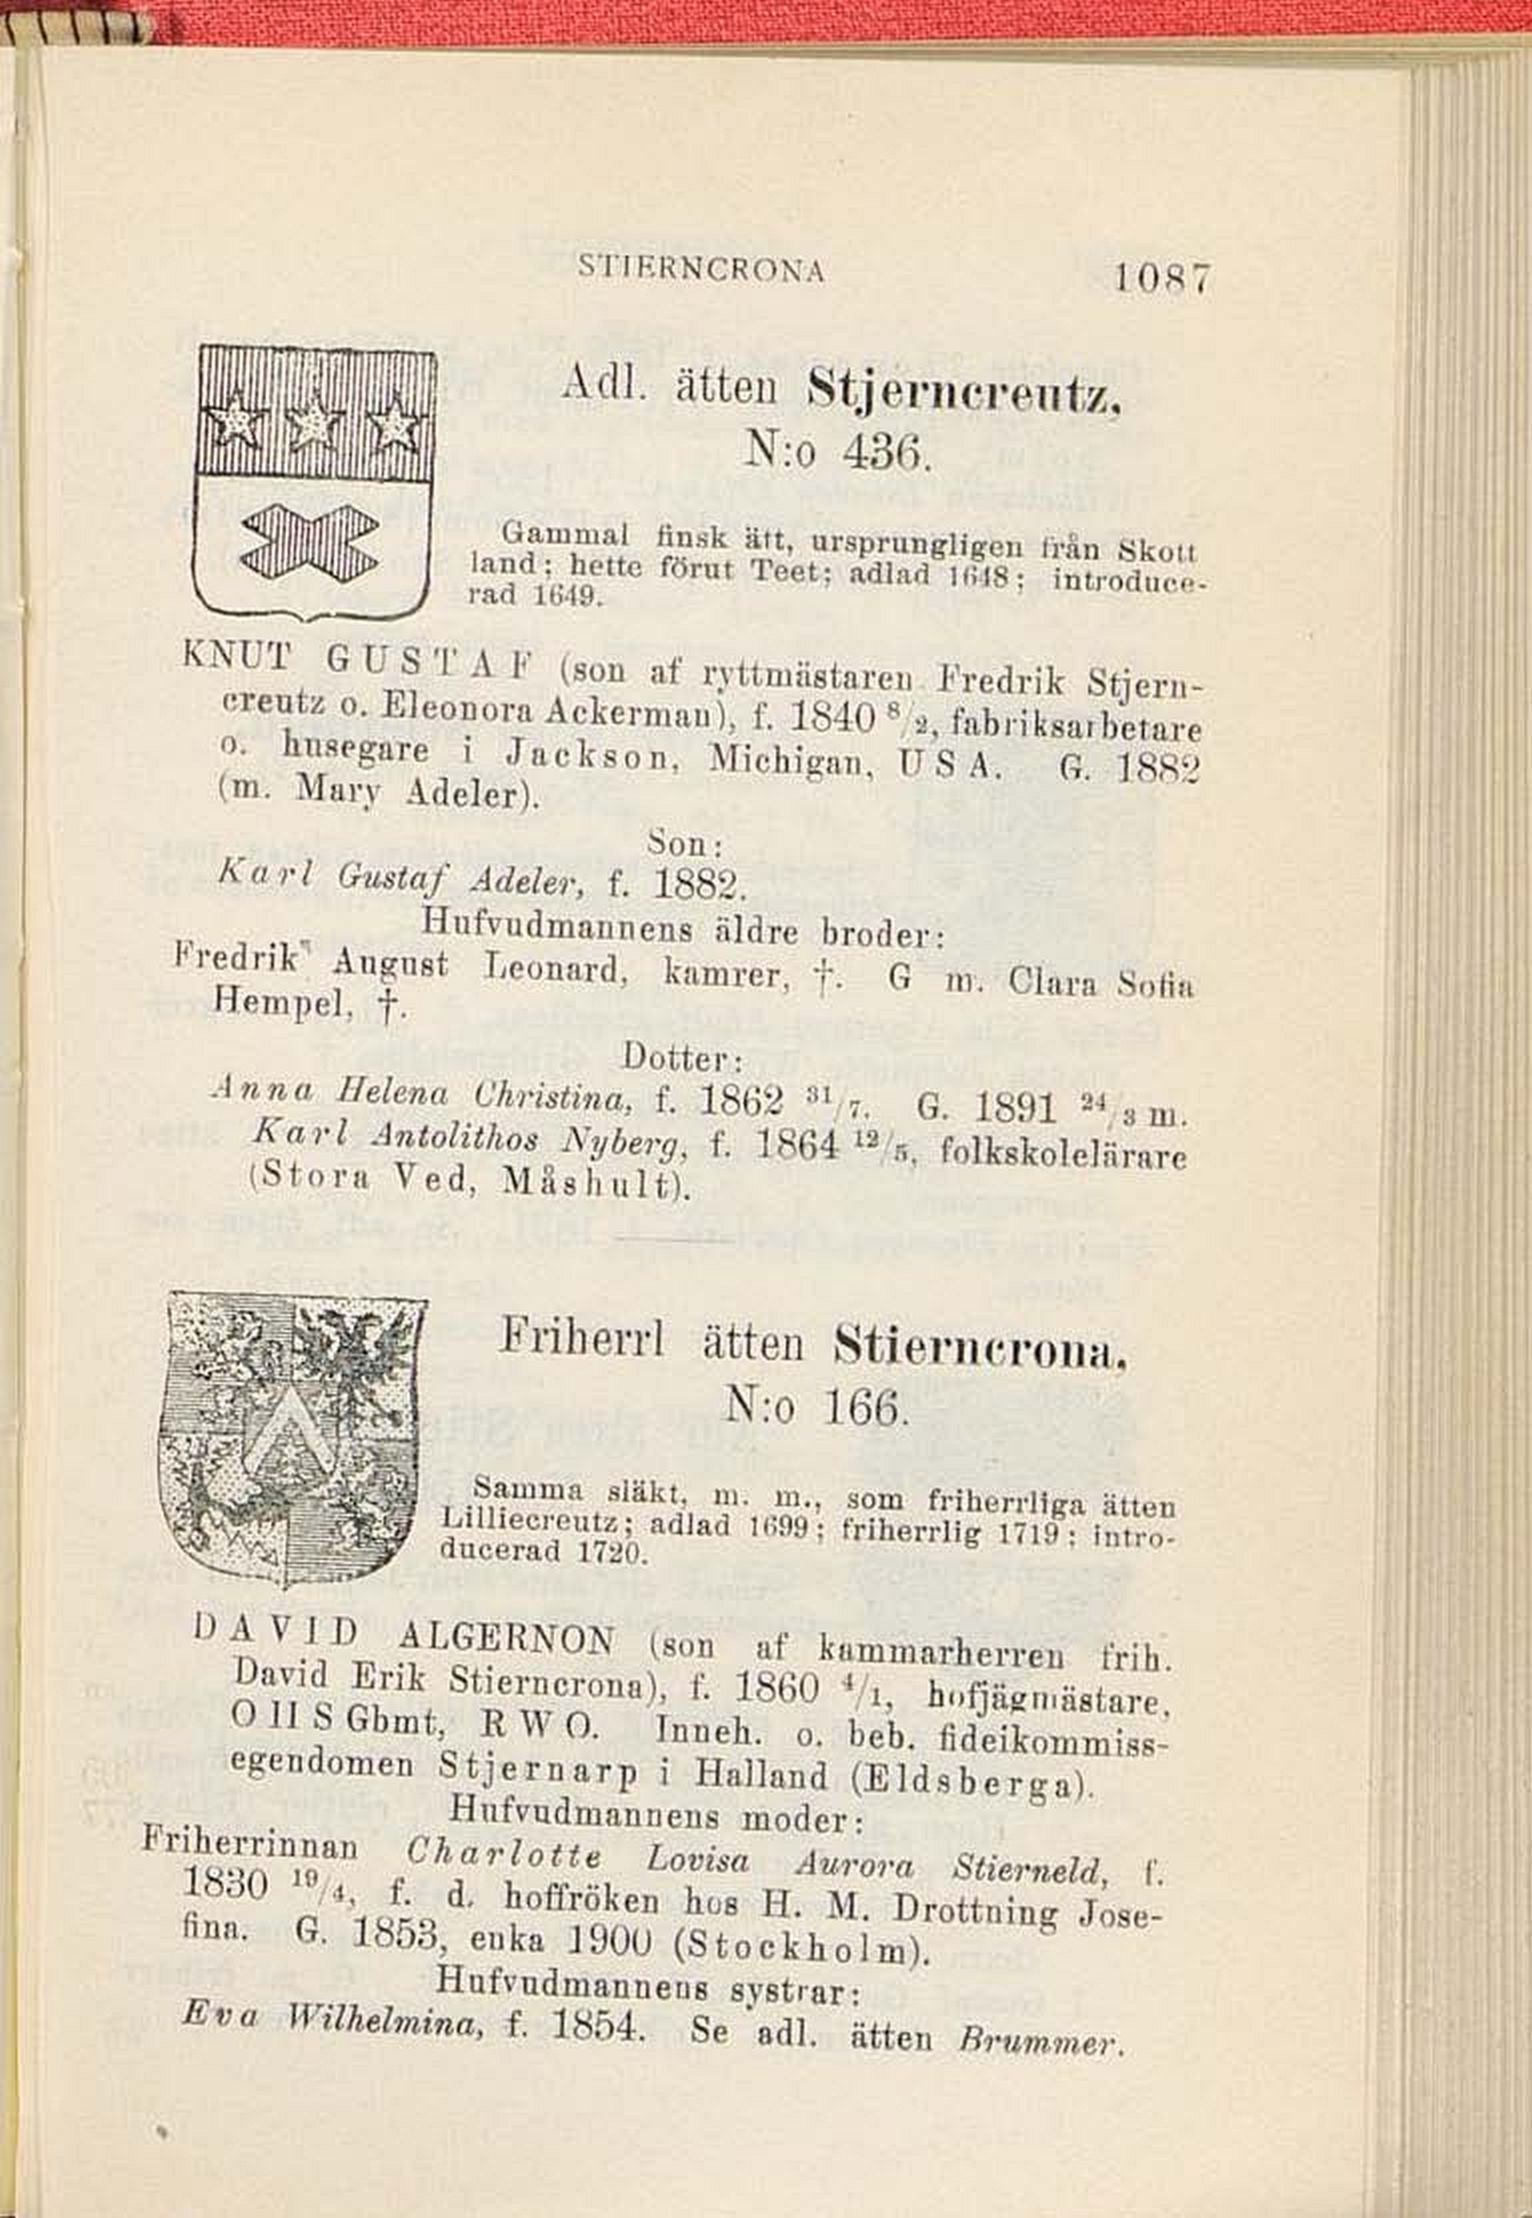 STIERNCRONA 1087
Adl. ätten Stjerncreutz,
N:o 436.
Gammal finsk ätt, ursprungligen från Skott
land; hette förut Teet; adlad 1648; introduce-
rad 1649.
KNUT GUSTAF (son af ryttmästaren Fredrik Stjern-
creutz o. Eleonora Ackerman), f. 1840 8/2, fabriksarbetare
o. husegare i Jackson, Michigan, USA. G. 1882
(m. Mary Adeler).
Son:
Karl Gustaf Adeler, f. 1882.
Hufvudmannens äldre broder:
Fredrik August Leonard, kamrer, †. G m. Clara Sofia
Hempel, †.
Dotter:
Anna Helena Christina, f. 1862 31/7. G. 1891 24/3 m.
Karl Antolithos Nyberg, f. 1864 12/5, folkskolelärare
(Stora Ved, Måshult).
Friherrl ätten Stierncrona,
N:o 166.
Samma släkt, m. m., som friherrliga ätten
Lilliecreutz; adlad 1699; friherrlig 1719; intro-
ducerad 1720.
DAVID ALGERNON (son af kammarherren frih.
David Erik Stierncrona), f. 1860 4/1, hofjägmästare,
O II S Gbmt, R W O. Inneh. o. beb. fideikommiss-
egendomen Stjernarp i Halland (Eldsberga).
Hufvudmannens moder:
Friherrinnan Charlotte Lovisa Aurora Stierneld, f.
1830 19/4, f. d. hoffröken hos H. M. Drottning Jose-
fina. G. 1853, enka 1900 (Stockholm).
Hufvudmannens systrar:
Eva Wilhelmina, f. 1854. Se adl. ätten Brummer.